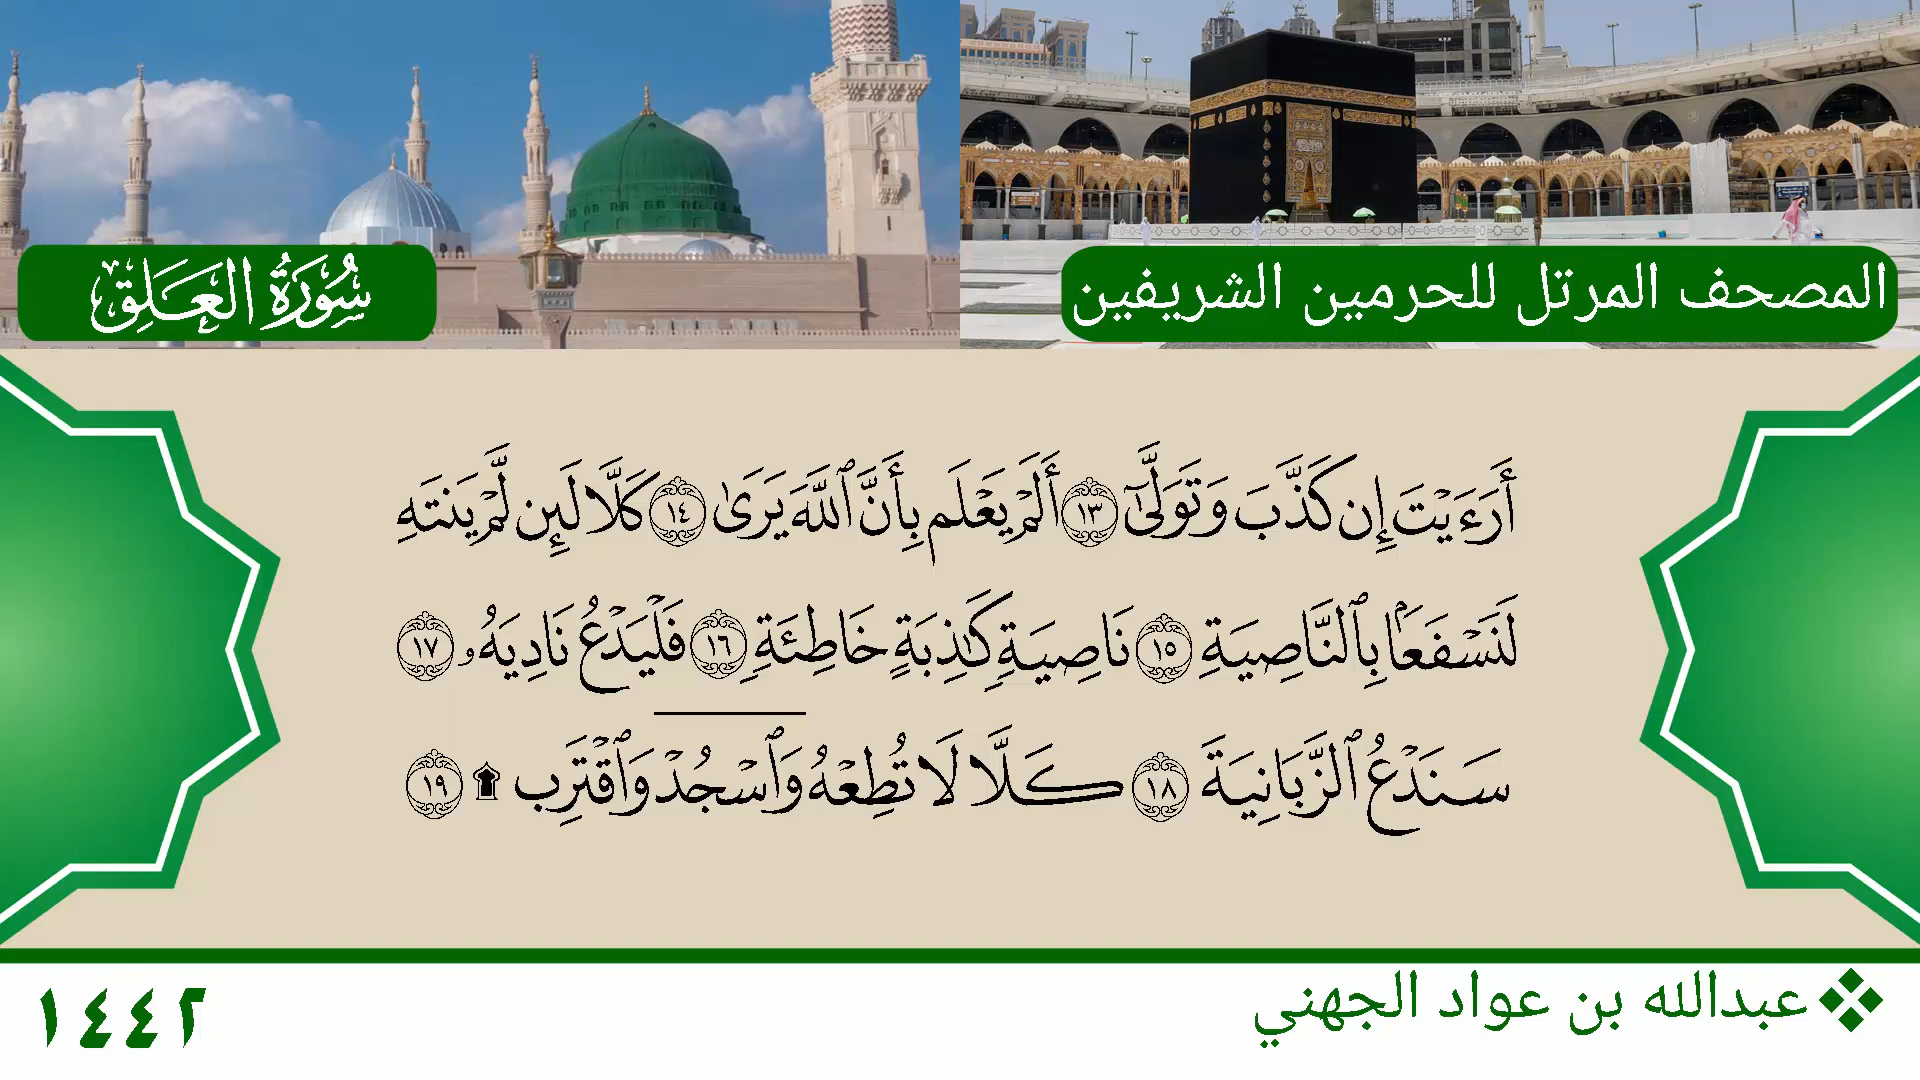 المصحف المرتل للحرمين الشريفين
سُورَةُ العَلَقِ
أَرَءَيْتَ إِن كَذَّبَ وَتَوَلَّىٰٓ ١٣ أَلَمْ يَعْلَم بِأَنَّ ٱللَّهَ يَرَىٰ ١٤ كَلَّا لَئِن لَّمْ يَنتَهِ
لَنَسْفَعَۢا بِٱلنَّاصِيَةِ ١٥ نَاصِيَةٍ كَـٰذِبَةٍ خَاطِئَةٍ ١٦ فَلْيَدْعُ نَادِيَهُۥ ١٧
سَنَدْعُ ٱلزَّبَانِيَةَ ١٨ كَلَّا لَا تُطِعْهُ وَٱسْجُدْ وَٱقْتَرِب ۩ ١٩
عبدالله بن عواد الجهني
١٤٤٢